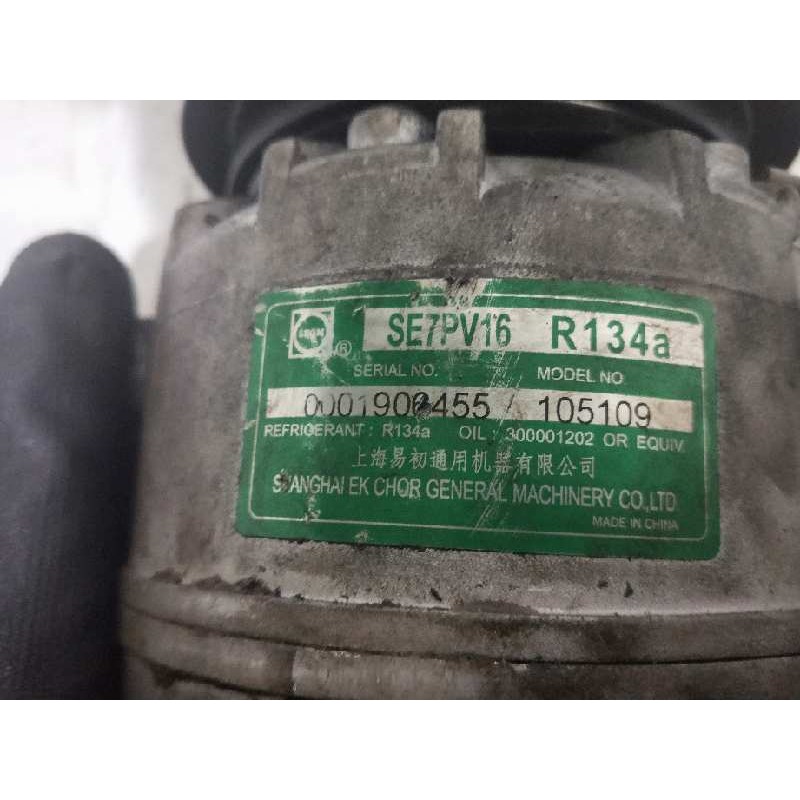 SE7PV16 R134a
®
SERIAL NO. MODEL NO
105109
REFRIGERANT : R134a OIL : 300001202 OR EQUIV.
上海易初通用机器有限公司
SHANGHAI EK CHOR GENERAL MACHINERY CO.,LTD
MADE IN CHINA